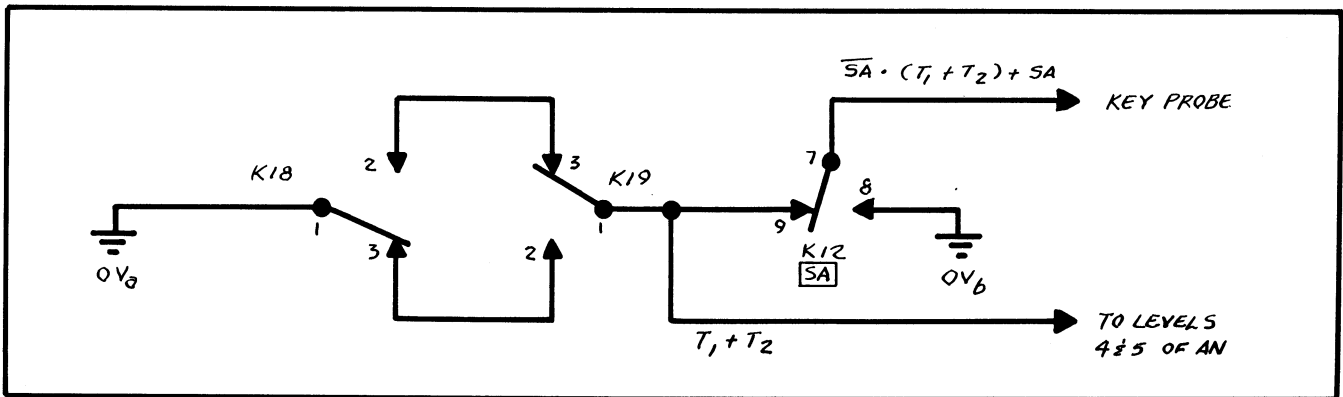 SA · (T₁ + T₂) + SA
KEY PROBE
K18
2
3
K19
7
8
1
3
2
1
9
K12
SA
0Va
0Vb
T₁ + T₂
TO LEVELS
4 & 5 OF AN